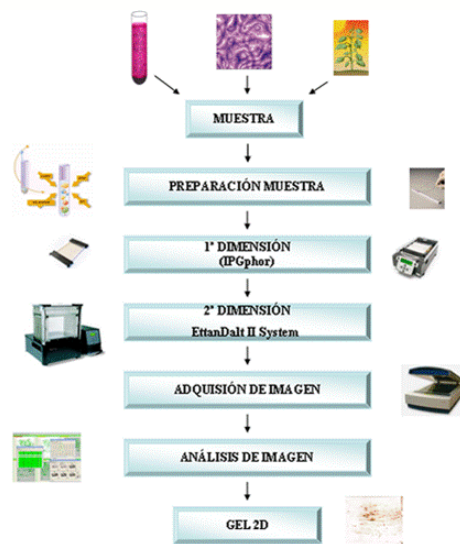 MUESTRA
PREPARACIÓN MUESTRA
1ª DIMENSIÓN
(IPGphor)
2ª DIMENSIÓN
EttanDalt II System
ADQUISIÓN DE IMAGEN
ANÁLISIS DE IMAGEN
GEL 2D